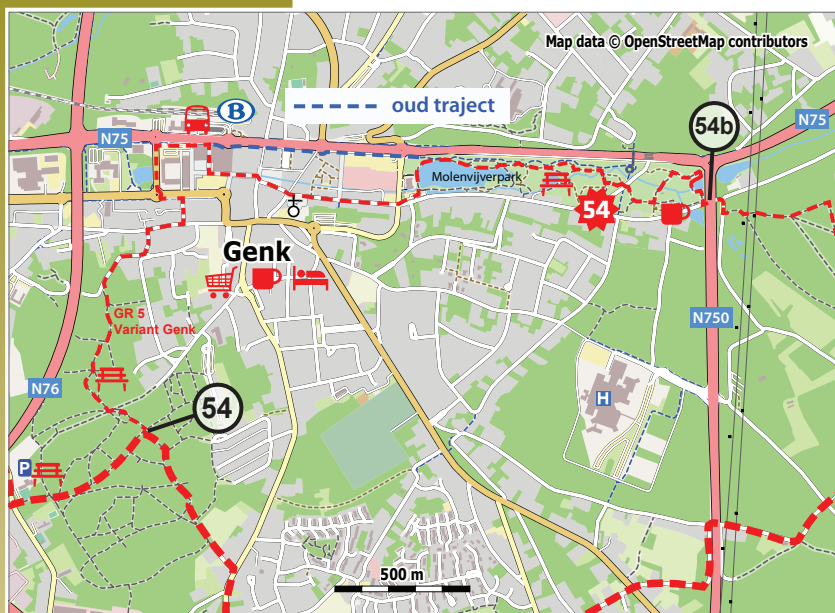 Map data © OpenStreetMap contributors
B
oud traject
54b
N75
N75
Molenvijverpark
54
Genk
GR 5
Variant Genk
N750
N76
H
54
P
500 m